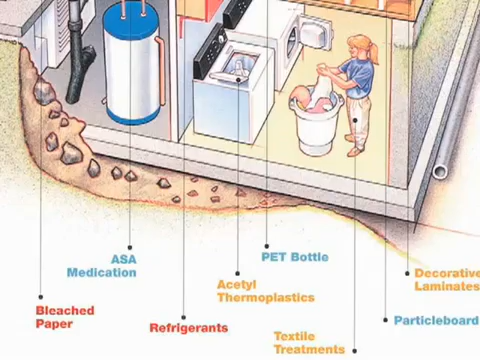 ASA
Medication
PET Bottle
Acetyl
Thermoplastics
Decorative
Laminates
Bleached
Paper
Refrigerants
Particleboard
Textile
Treatments